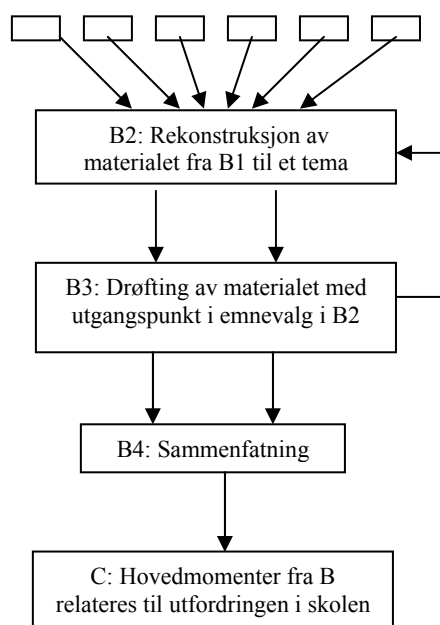 B2: Rekonstruksjon av
materialet fra B1 til et tema
B3: Drøfting av materialet med
utgangspunkt i emnevalg i B2
B4: Sammenfatning
C: Hovedmomenter fra B
relateres til utfordringen i skolen